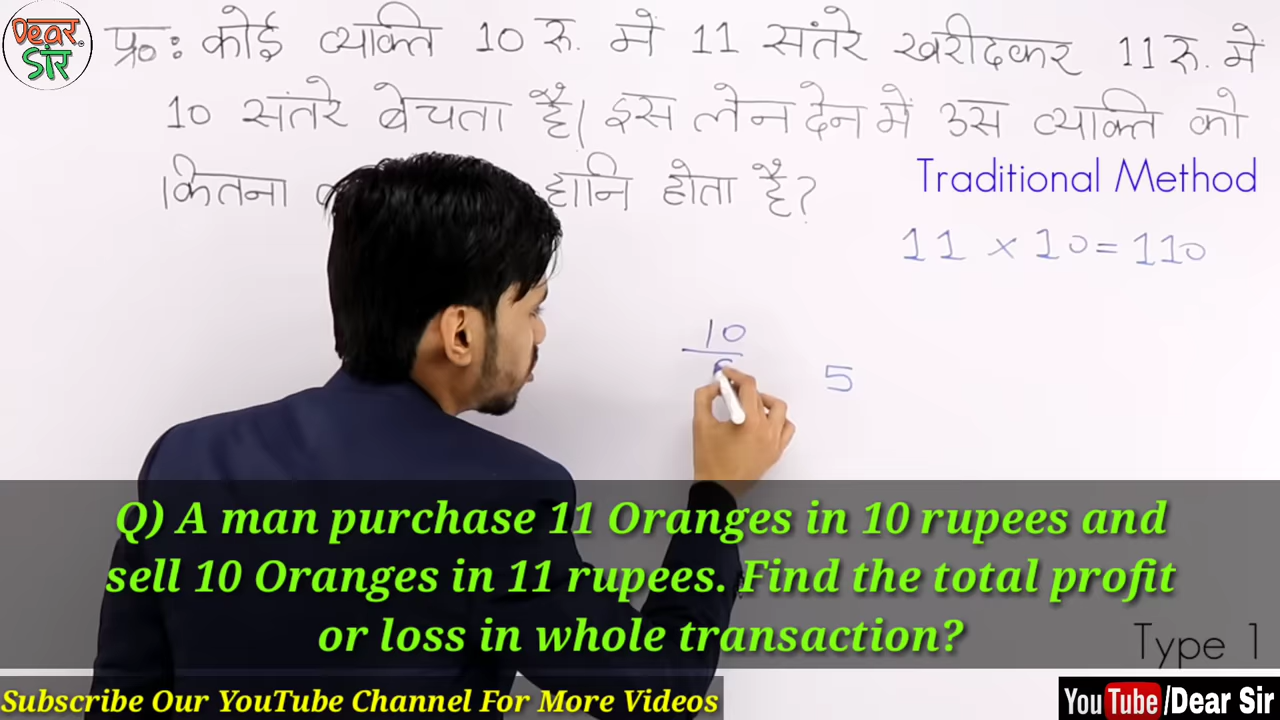 Dear.
SIR
प्र०: कोई व्यक्ति 10 रू. में 11 संतरे खरीदकर 11 रू. में
10 संतरे बेचता है। इस लेन देन में उस व्यक्ति को
कितना हानि होता है?
Traditional Method
11 × 10 = 110
10
5
Q) A man purchase 11 Oranges in 10 rupees and
sell 10 Oranges in 11 rupees. Find the total profit
or loss in whole transaction?
Type 1
Subscribe Our YouTube Channel For More Videos
YouTube/Dear Sir